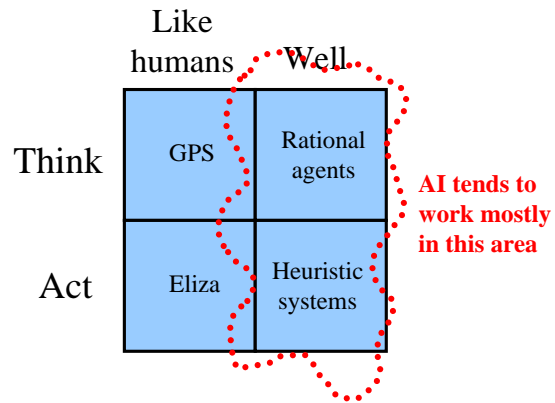 Like
humans
Well
Think
GPS
Rational
agents
AI tends to
work mostly
in this area
Act
Eliza
Heuristic
systems